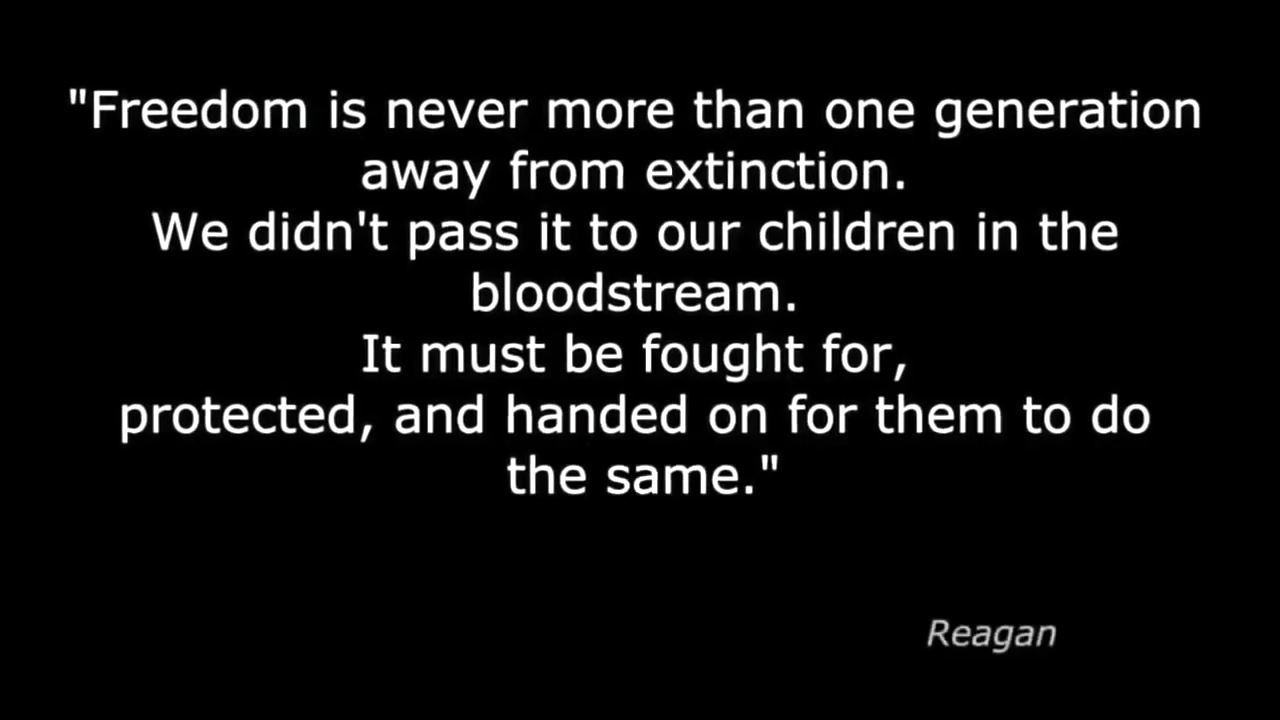 "Freedom is never more than one generation
away from extinction.
We didn't pass it to our children in the
bloodstream.
It must be fought for,
protected, and handed on for them to do
the same."
Reagan